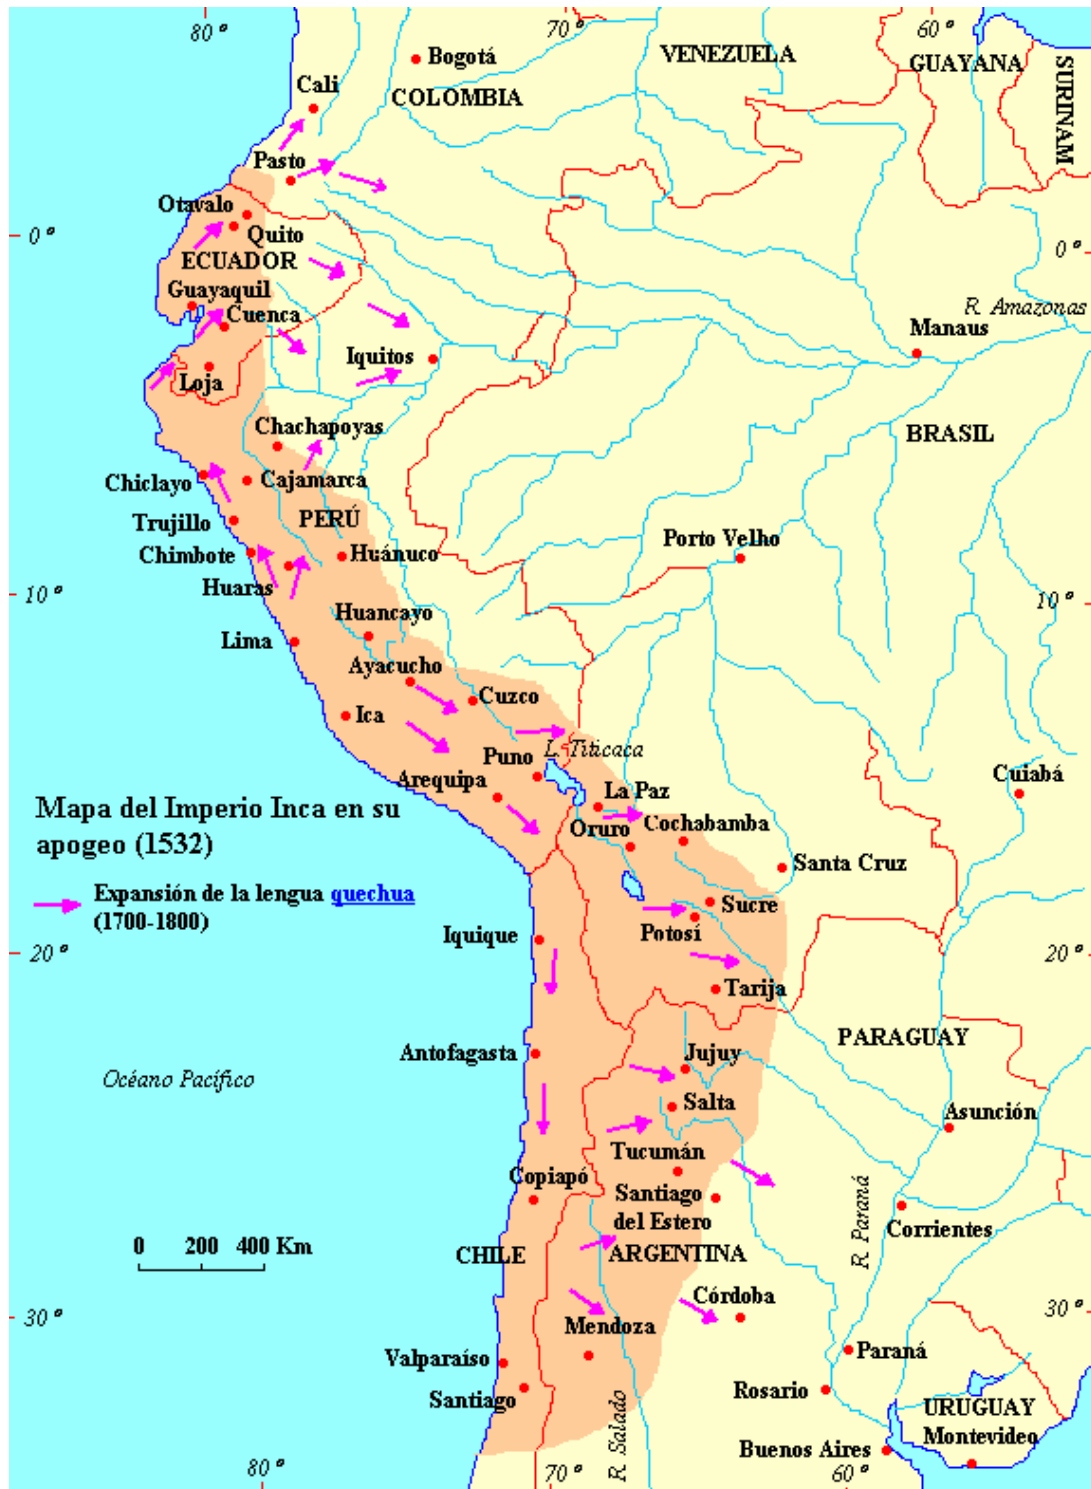 80 º
70 º
60 º
Bogotá
VENEZUELA
GUAYANA
SURINAM
Cali
COLOMBIA
Pasto
Otavalo
Quito
0 º
0 º
ECUADOR
Guayaquil
Cuenca
R. Amazonas
Manaus
Iquitos
Loja
Chachapoyas
BRASIL
Cajamarca
Chiclayo
PERÚ
Trujillo
Chimbote
Huánuco
Porto Velho
Huaras
10 º
10 º
Huancayo
Lima
Ayacucho
Cuzco
Ica
L. Titicaca
Puno
Arequipa
La Paz
Cuiabá
Mapa del Imperio Inca en su
apogeo (1532)
Oruro
Cochabamba
Santa Cruz
Expansión de la lengua quechua
(1700-1800)
Sucre
Potosí
Iquique
20 º
20 º
Tarija
PARAGUAY
Antofagasta
Jujuy
Océano Pacífico
Salta
Asunción
Tucumán
Copiapó
Santiago
del Estero
R. Paraná
Corrientes
0 200 400 Km
CHILE
ARGENTINA
Córdoba
30 º
30 º
Mendoza
Valparaíso
Paraná
Santiago
Rosario
R. Salado
URUGUAY
Montevideo
Buenos Aires
80 º
70 º
60 º